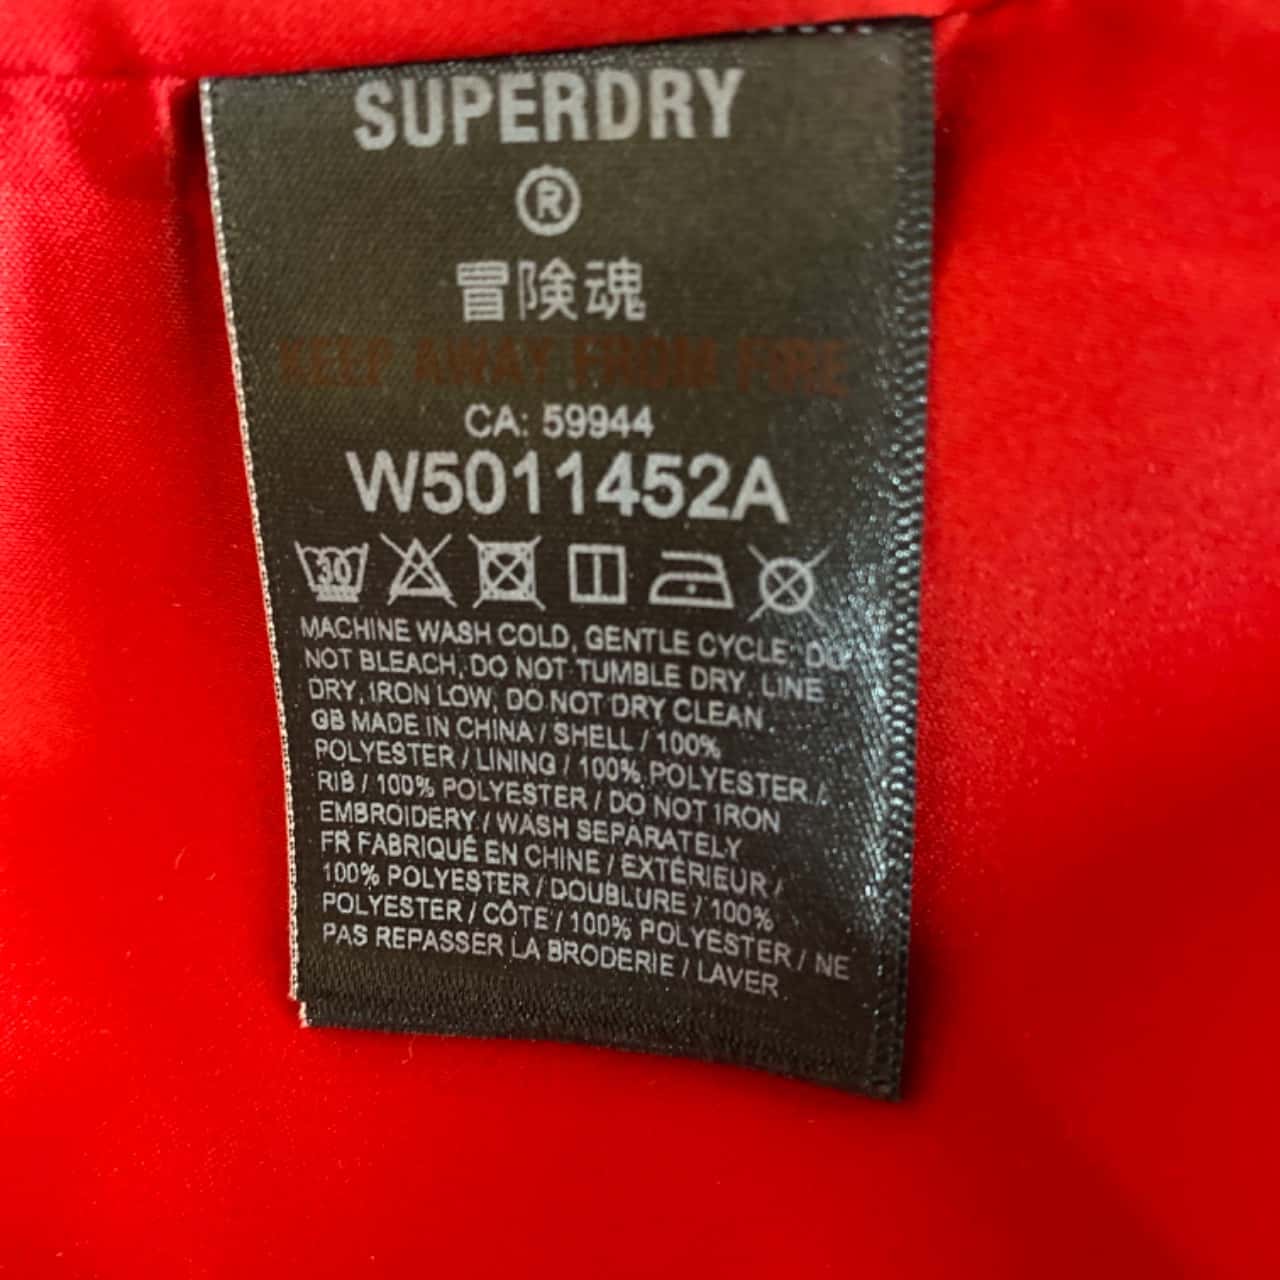 SUPERDRY
®
冒険魂
KEEP AWAY FROM FIRE
CA: 59944
W5011452A
30
MACHINE WASH COLD, GENTLE CYCLE, DO
NOT BLEACH, DO NOT TUMBLE DRY, LINE
DRY, IRON LOW, DO NOT DRY CLEAN
GB MADE IN CHINA / SHELL / 100%
POLYESTER / LINING / 100% POLYESTER /
RIB / 100% POLYESTER / DO NOT IRON
EMBROIDERY / WASH SEPARATELY
FR FABRIQUÉ EN CHINE / EXTÉRIEUR /
100% POLYESTER / DOUBLURE / 100%
POLYESTER / CÔTE / 100% POLYESTER / NE
PAS REPASSER LA BRODERIE / LAVER